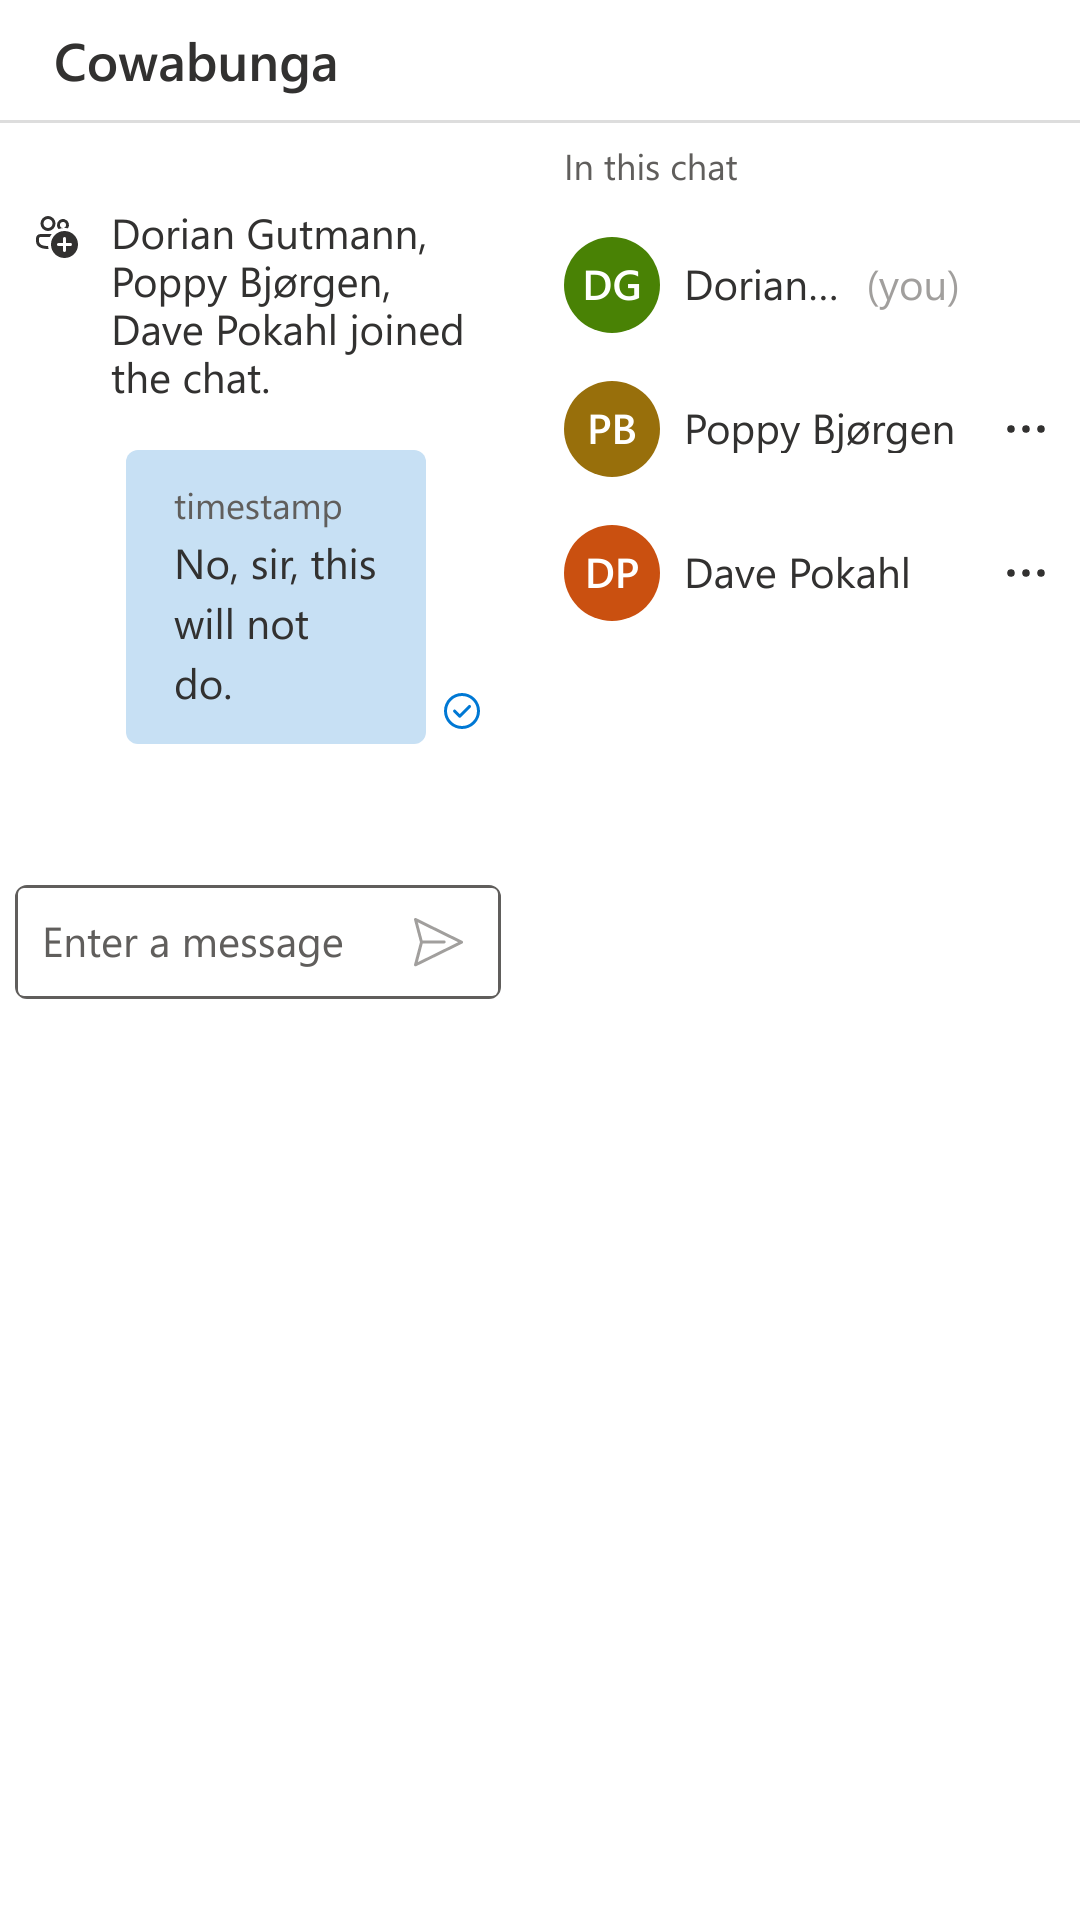 Cowabunga
Dorian Gutmann,
Poppy Bjørgen,
Dave Pokahl joined
the chat.
timestamp
No, sir, this
will not
do.
Enter a message
In this chat
DG Dorian... (you)
PB Poppy Bjørgen
DP Dave Pokahl